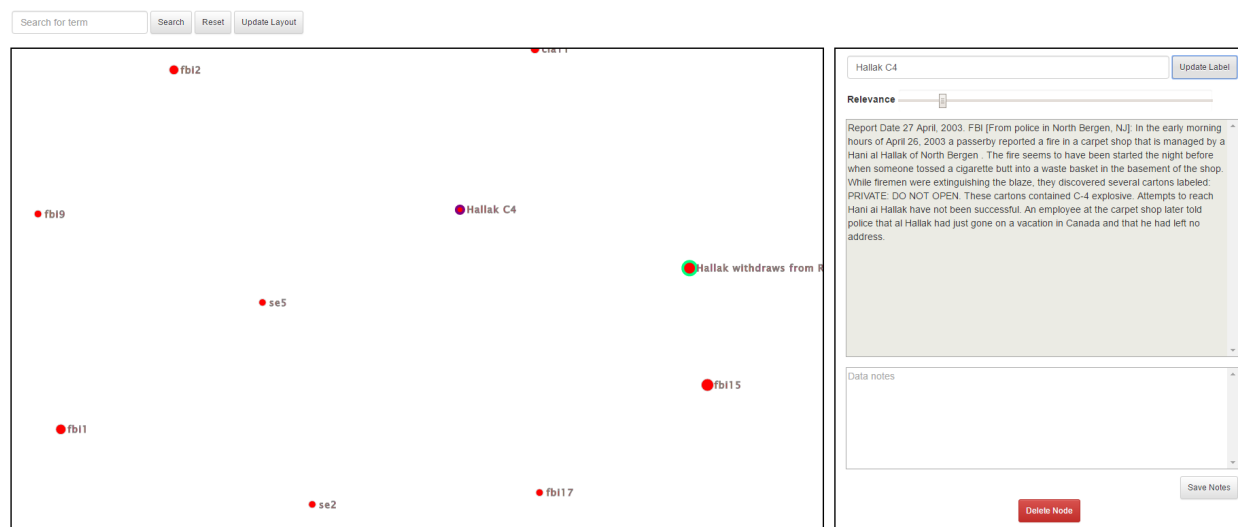 Search for term
Search
Reset
Update Layout
cia11
fbi2
fbi9
Hallak C4
Hallak withdraws from R
se5
fbi15
fbi1
fbi17
se2
Hallak C4
Update Label
Relevance
Report Date 27 April, 2003. FBI [From police in North Bergen, NJ]: In the early morning
hours of April 26, 2003 a passerby reported a fire in a carpet shop that is managed by a
Hani al Hallak of North Bergen . The fire seems to have been started the night before
when someone tossed a cigarette butt into a waste basket in the basement of the shop.
While firemen were extinguishing the blaze, they discovered several cartons labeled:
PRIVATE: DO NOT OPEN. These cartons contained C-4 explosive. Attempts to reach
Hani ai Hallak have not been successful. An employee at the carpet shop later told
police that al Hallak had just gone on a vacation in Canada and that he had left no
address.
Data notes
Save Notes
Delete Node